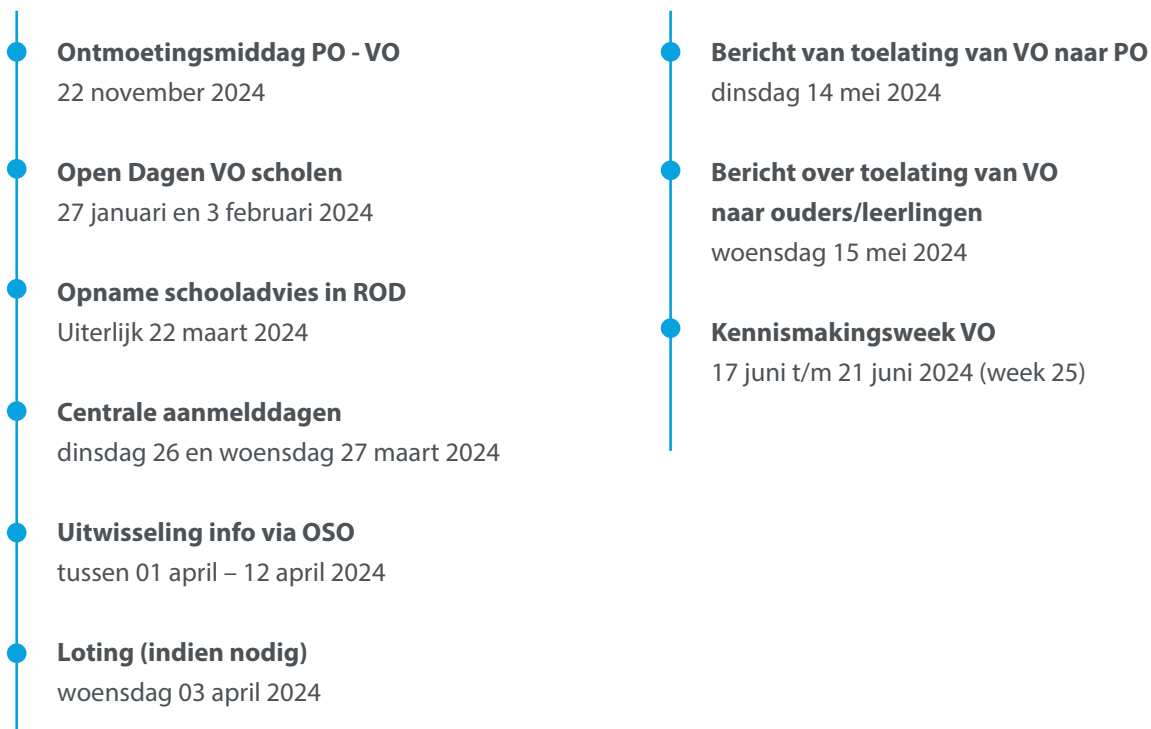 Ontmoetingsmiddag PO - VO
22 november 2024
Open Dagen VO scholen
27 januari en 3 februari 2024
Opname schooladvies in ROD
Uiterlijk 22 maart 2024
Centrale aanmelddagen
dinsdag 26 en woensdag 27 maart 2024
Uitwisseling info via OSO
tussen 01 april – 12 april 2024
Loting (indien nodig)
woensdag 03 april 2024
Bericht van toelating van VO naar PO
dinsdag 14 mei 2024
Bericht over toelating van VO
naar ouders/leerlingen
woensdag 15 mei 2024
Kennismakingsweek VO
17 juni t/m 21 juni 2024 (week 25)